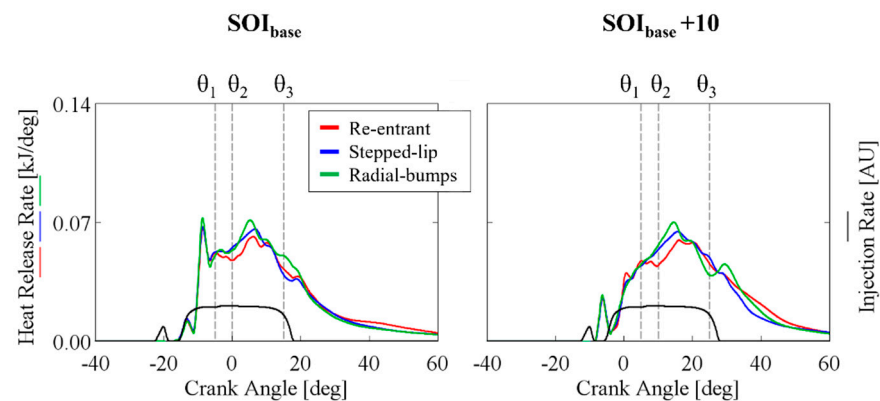 SOIbase
SOIbase +10
θ1 θ2 θ3
θ1 θ2 θ3
0.14
0.07
0.00
Heat Release Rate [kJ/deg]
Re-entrant
Stepped-lip
Radial-bumps
Injection Rate [AU]
-40 -20 0 20 40 60
-40 -20 0 20 40 60
Crank Angle [deg]
Crank Angle [deg]